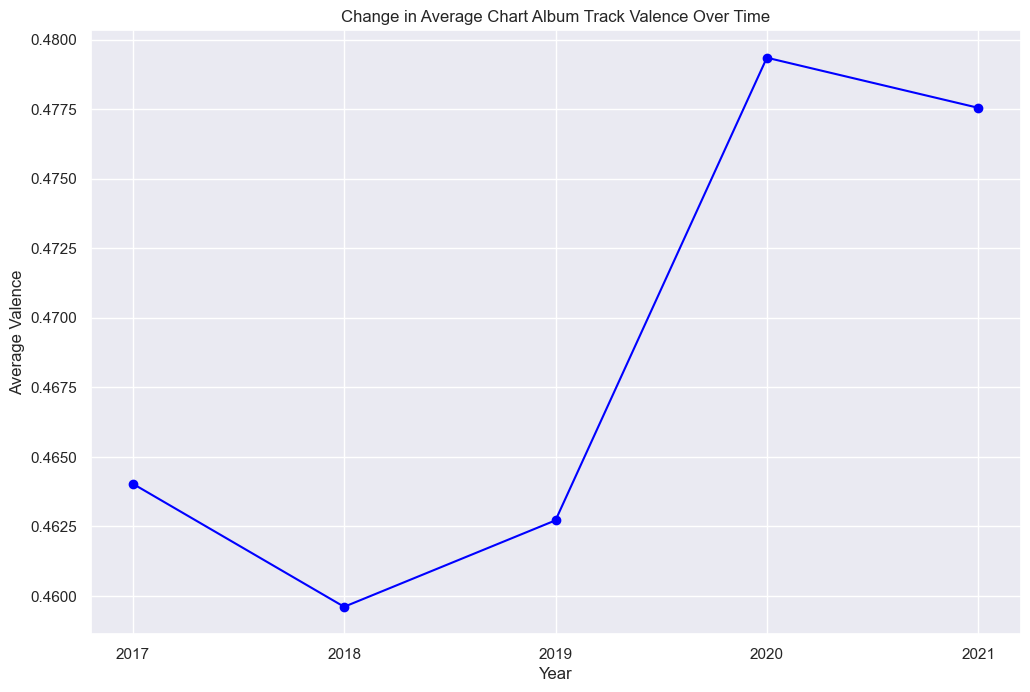 Change in Average Chart Album Track Valence Over Time
0.4800
0.4775
0.4750
0.4725
0.4700
0.4675
0.4650
0.4625
0.4600
Average Valence
2017 2018 2019 2020 2021
Year